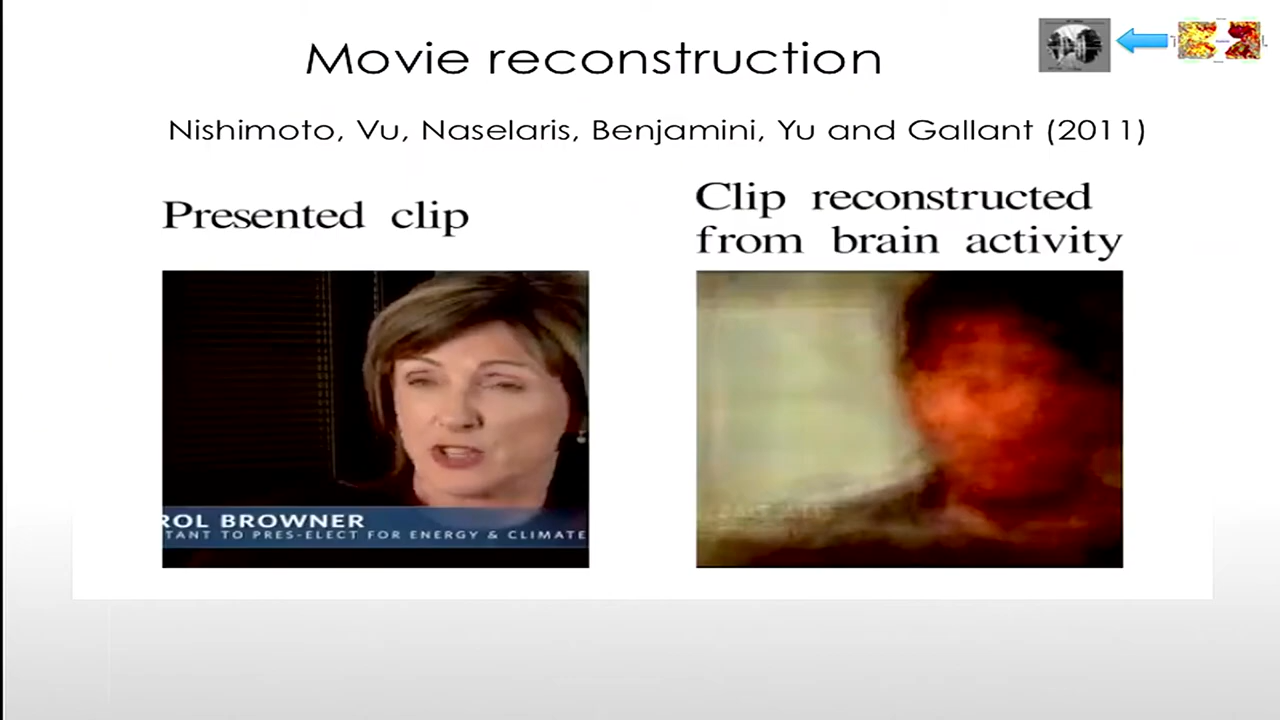 Movie reconstruction
Nishimoto, Vu, Naselaris, Benjamini, Yu and Gallant (2011)
Presented clip
Clip reconstructed
from brain activity
ROL BROWNER
TANT TO PRES-ELECT FOR ENERGY & CLIMATE